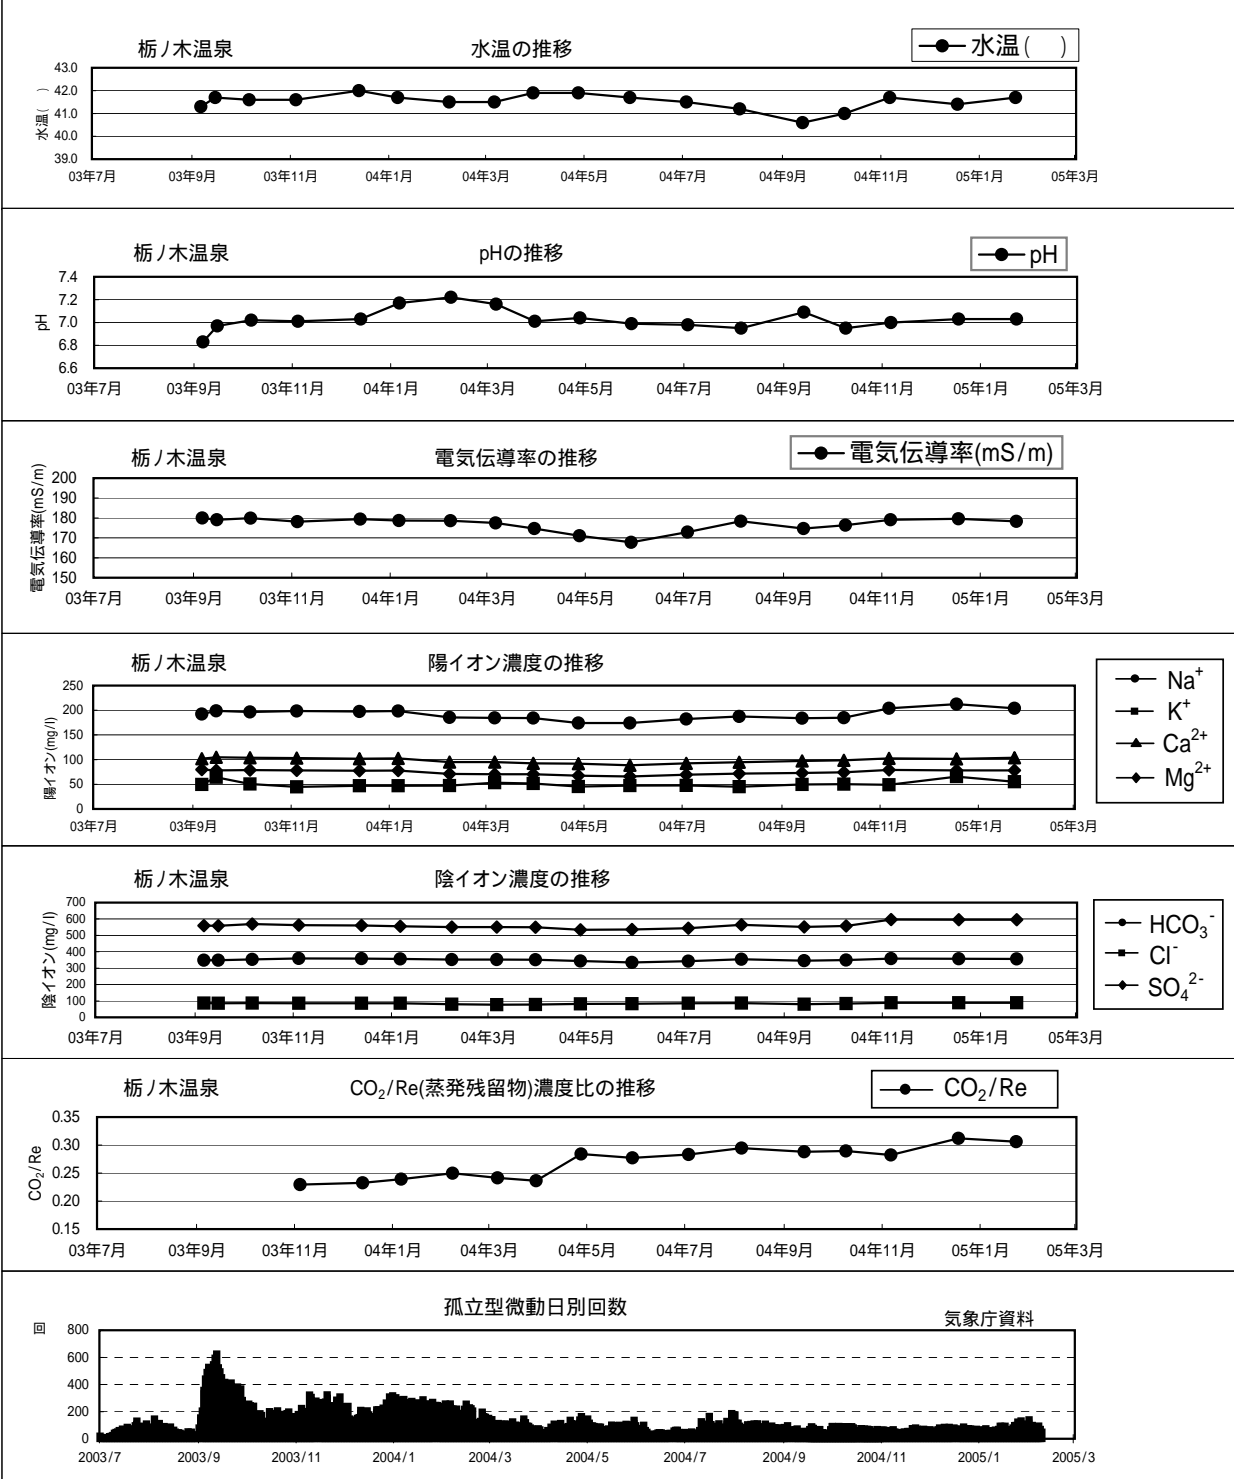 栃ノ木温泉 水温の推移 水温( )
水温( )
43.0
42.0
41.0
40.0
39.0
03年7月 03年9月 03年11月 04年1月 04年3月 04年5月 04年7月 04年9月 04年11月 05年1月 05年3月
栃ノ木温泉 pHの推移 pH
pH
7.4
7.2
7.0
6.8
6.6
03年7月 03年9月 03年11月 04年1月 04年3月 04年5月 04年7月 04年9月 04年11月 05年1月 05年3月
栃ノ木温泉 電気伝導率の推移 電気伝導率(mS/m)
電気伝導率(mS/m)
200
190
180
170
160
150
03年7月 03年9月 03年11月 04年1月 04年3月 04年5月 04年7月 04年9月 04年11月 05年1月 05年3月
栃ノ木温泉 陽イオン濃度の推移
陽イオン(mg/l)
250
200
150
100
50
0
03年7月 03年9月 03年11月 04年1月 04年3月 04年5月 04年7月 04年9月 04年11月 05年1月 05年3月
Na⁺
K⁺
Ca²⁺
Mg²⁺
栃ノ木温泉 陰イオン濃度の推移
陰イオン(mg/l)
700
600
500
400
300
200
100
0
03年7月 03年9月 03年11月 04年1月 04年3月 04年5月 04年7月 04年9月 04年11月 05年1月 05年3月
HCO₃⁻
Cl⁻
SO₄²⁻
栃ノ木温泉 CO₂/Re(蒸発残留物)濃度比の推移 CO₂/Re
CO₂/Re
0.35
0.30
0.25
0.20
0.15
03年7月 03年9月 03年11月 04年1月 04年3月 04年5月 04年7月 04年9月 04年11月 05年1月 05年3月
孤立型微動日別回数 気象庁資料
回
800
600
400
200
0
2003/7 2003/9 2003/11 2004/1 2004/3 2004/5 2004/7 2004/9 2004/11 2005/1 2005/3